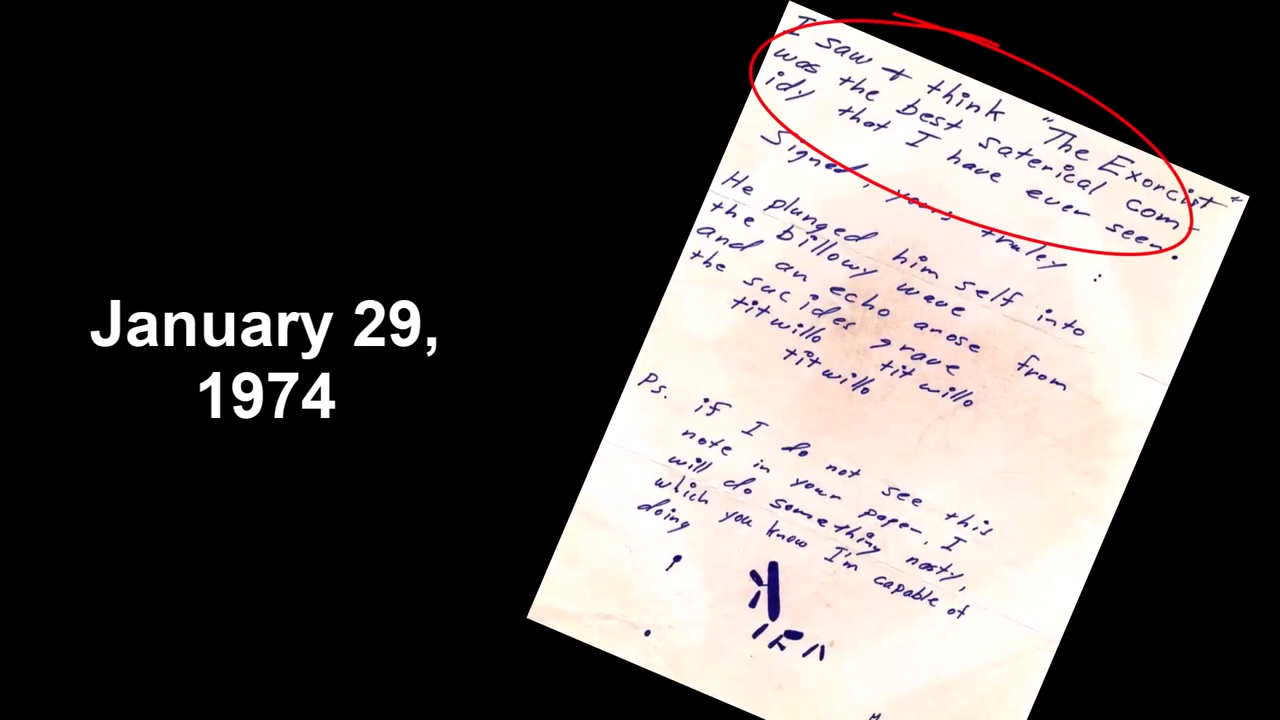 January 29,
1974
I saw + think "The Exorcist"
was the best saterical com-
idy that I have ever seen.
Signed, yours truley :
He plunged him self into
the billowy wave
and an echo arose from
the sucides grave
titwillo titwillo
titwillo
Ps. if I do not see this
note in your paper, I
will do something nasty,
which you know I'm capable of
doing